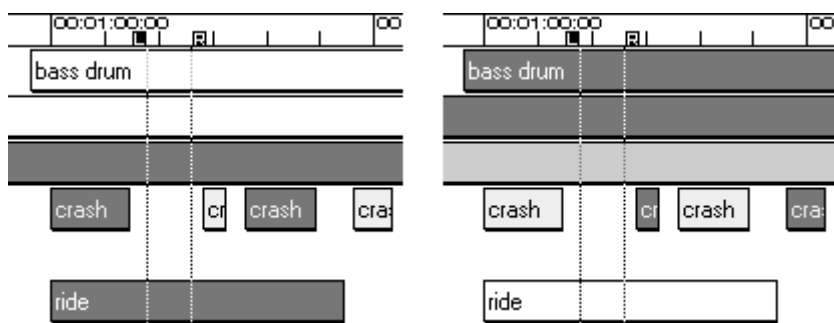 00:01:00:00 00
R
bass drum
crash cr crash cra
ride
00:01:00:00 00
R
bass drum
crash cr crash cra
ride